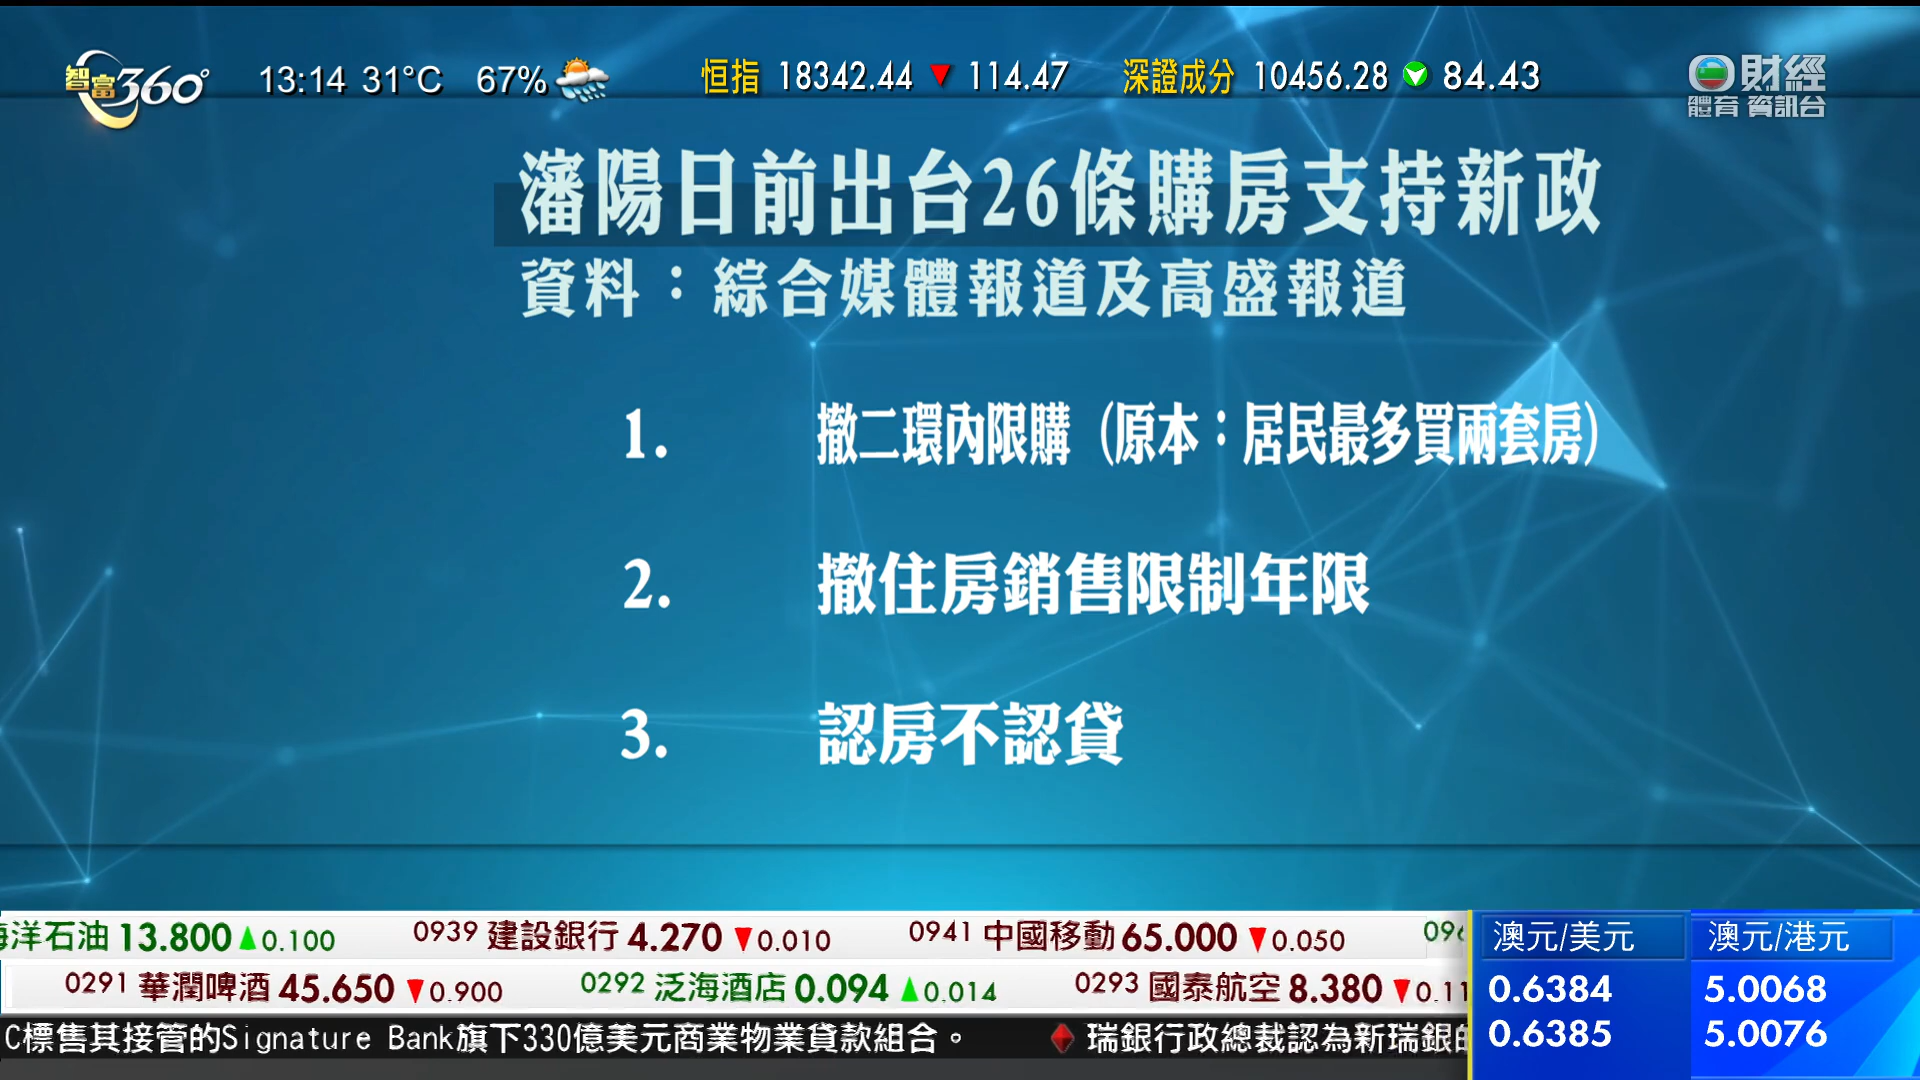 智富360°
13:14 31°C 67%
恒指 18342.44 ▼ 114.47 深證成分 10456.28 84.43
財經
體育 資訊台
瀋陽日前出台26條購房支持新政
資料：綜合媒體報道及高盛報道
1. 撤二環內限購（原本：居民最多買兩套房）
2. 撤住房銷售限制年限
3. 認房不認貸
洋石油 13.800 ▲ 0.100 0939 建設銀行 4.270 ▼ 0.010 0941 中國移動 65.000 ▼ 0.050
0291 華潤啤酒 45.650 ▼ 0.900 0292 泛海酒店 0.094 ▲ 0.014 0293 國泰航空 8.380 ▼ 0.11
C標售其接管的Signature Bank旗下330億美元商業物業貸款組合。 ♦ 瑞銀行政總裁認為新瑞銀
澳元/美元 澳元/港元
0.6384 5.0068
0.6385 5.0076